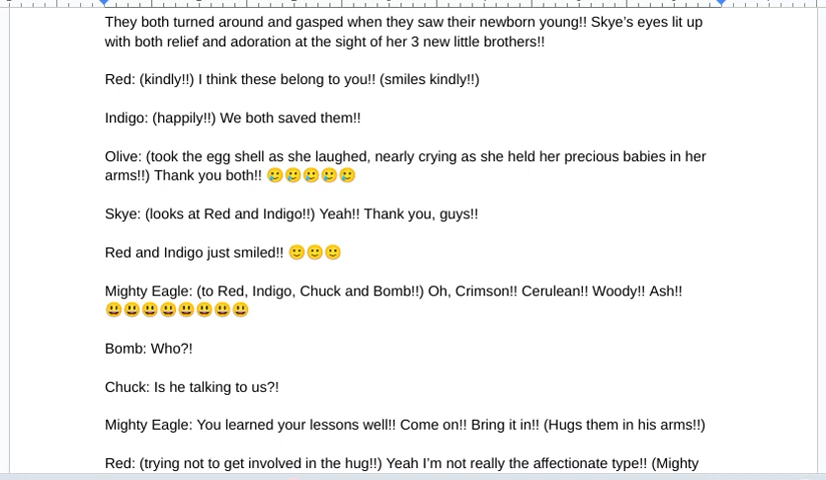 They both turned around and gasped when they saw their newborn young!! Skye’s eyes lit up
with both relief and adoration at the sight of her 3 new little brothers!!
Red: (kindly!!) I think these belong to you!! (smiles kindly!!)
Indigo: (happily!!) We both saved them!!
Olive: (took the egg shell as she laughed, nearly crying as she held her precious babies in her
arms!!) Thank you both!! 🥲🥲🥲🥲🥲
Skye: (looks at Red and Indigo!!) Yeah!! Thank you, guys!!
Red and Indigo just smiled!! 🙂🙂🙂
Mighty Eagle: (to Red, Indigo, Chuck and Bomb!!) Oh, Crimson!! Cerulean!! Woody!! Ash!!
😃😃😃😃😃😃😃😃
Bomb: Who?!
Chuck: Is he talking to us?!
Mighty Eagle: You learned your lessons well!! Come on!! Bring it in!! (Hugs them in his arms!!)
Red: (trying not to get involved in the hug!!) Yeah I’m not really the affectionate type!! (Mighty